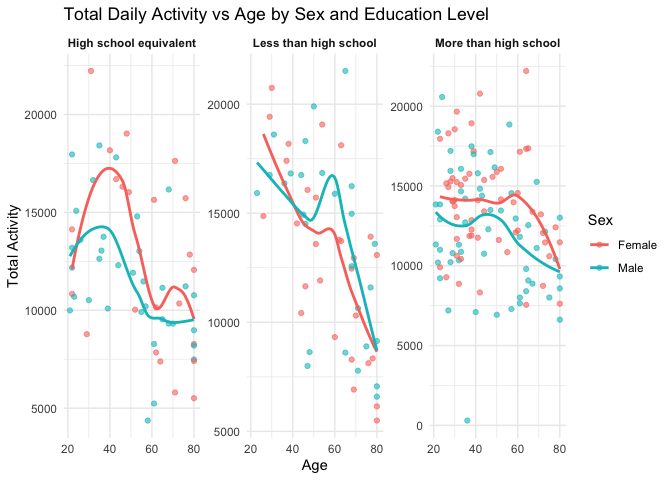 Total Daily Activity vs Age by Sex and Education Level
High school equivalent Less than high school More than high school
Total Activity
20000
15000
10000
5000
20000
15000
10000
5000
20000
15000
10000
5000
0
20 40 60 80 20 40 60 80 20 40 60 80
Age
Sex
Female
Male